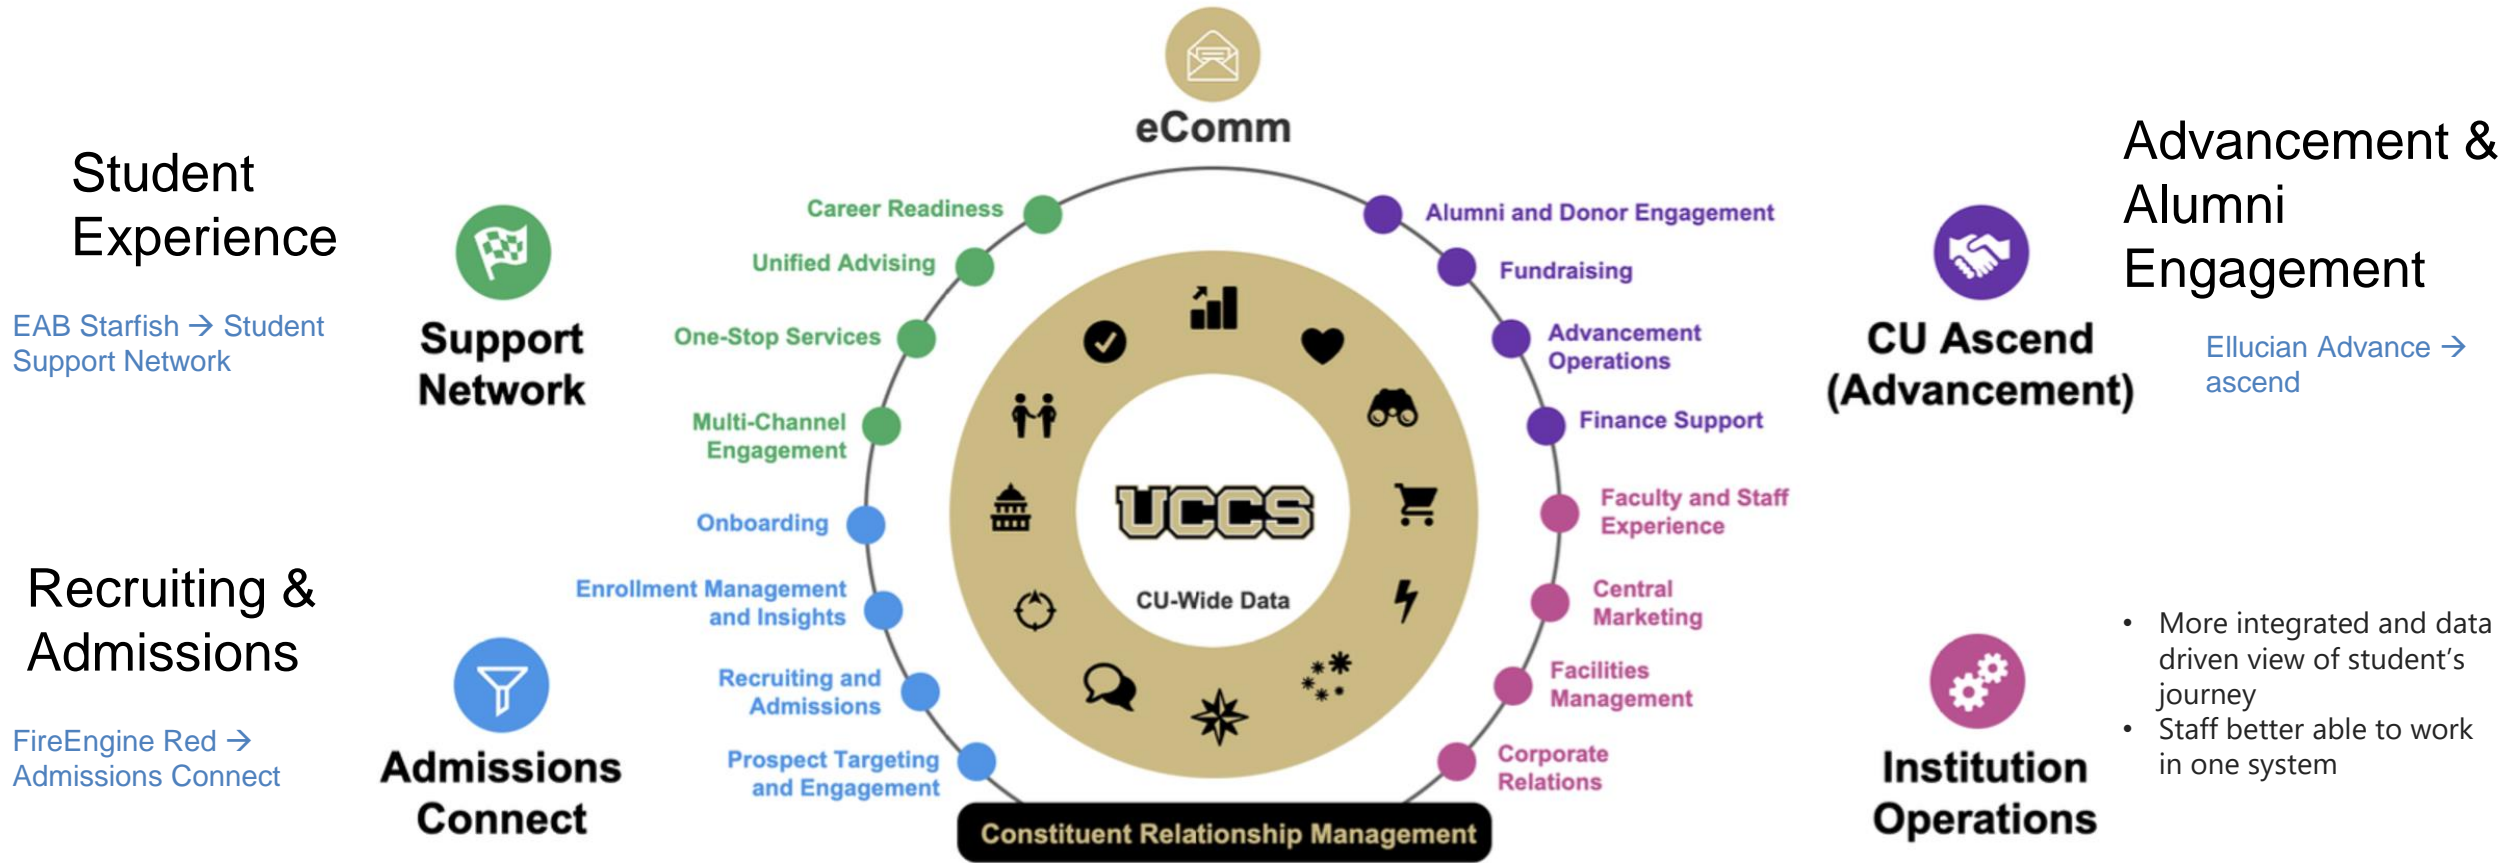 eComm
Student
Experience
EAB Starfish → Student
Support Network
Support
Network
Career Readiness
Unified Advising
One-Stop Services
Multi-Channel
Engagement
Onboarding
Enrollment Management
and Insights
Recruiting and
Admissions
Prospect Targeting
and Engagement
Recruiting &
Admissions
FireEngine Red →
Admissions Connect
Admissions
Connect
UCCS
CU-Wide Data
Constituent Relationship Management
Alumni and Donor Engagement
Fundraising
Advancement
Operations
Finance Support
Faculty and Staff
Experience
Central
Marketing
Facilities
Management
Corporate
Relations
CU Ascend
(Advancement)
Advancement &
Alumni
Engagement
Ellucian Advance →
ascend
Institution
Operations
• More integrated and data
driven view of student’s
journey
• Staff better able to work
in one system